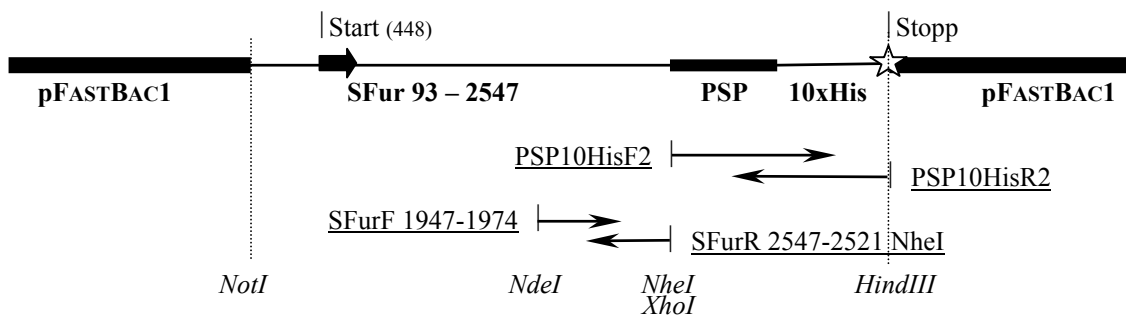 Start (448)
Stopp
pFASTBAC1
SFur 93 – 2547
PSP
10xHis
pFASTBAC1
PSP10HisF2
PSP10HisR2
SFurF 1947-1974
SFurR 2547-2521 NheI
NotI
NdeI
NheI
HindIII
XhoI